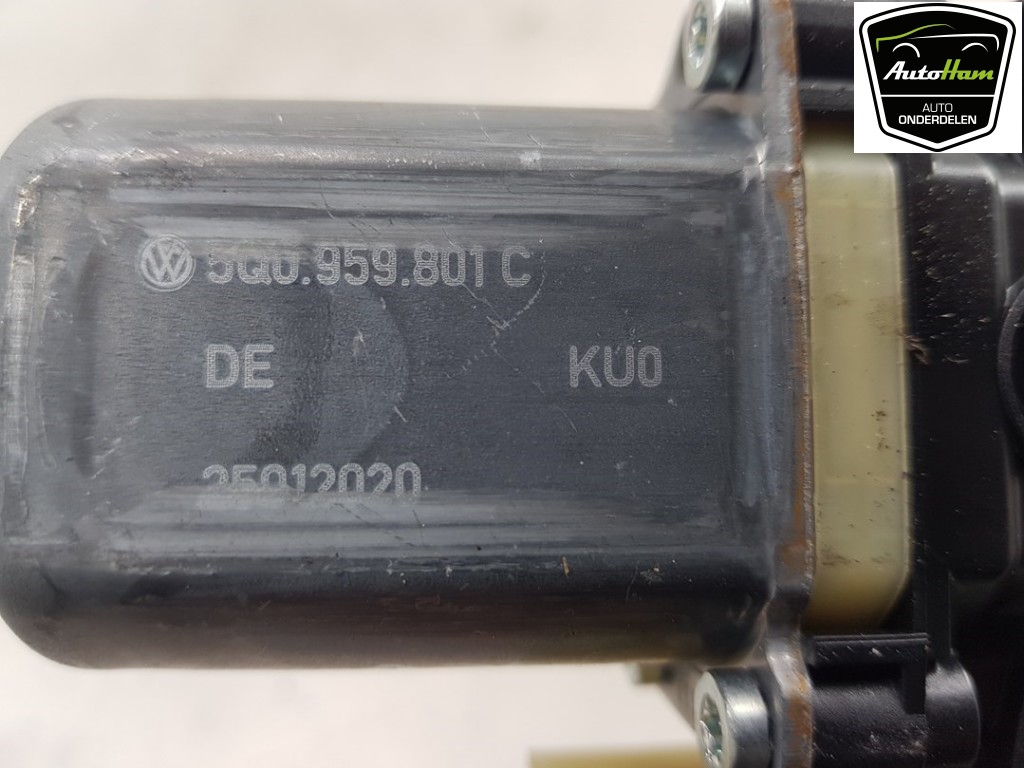 AutoHam
AUTO
ONDERDELEN
5Q0.959.801 C
DE KU0
25012020